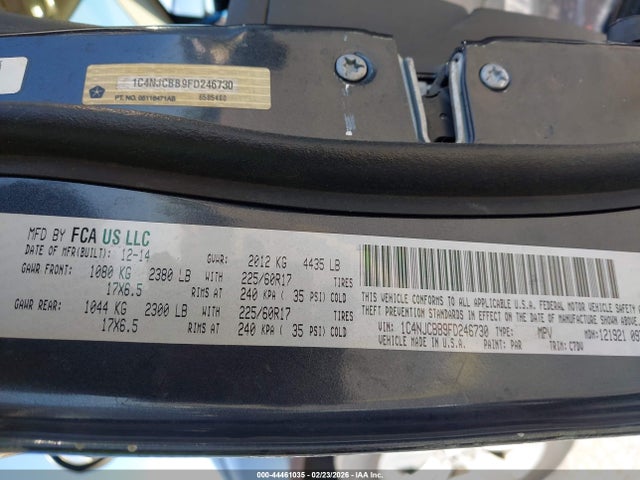 1C4NJCBB9FD246730
PT. NO. 05116471AB
MFD BY FCA US LLC
DATE OF MFR(BUILT): 12-14 GVWR: 2012 KG 4435 LB
GAWR FRONT: 1080 KG 2380 LB WITH 225/60R17 TIRES
17X6.5 RIMS AT 240 KPA ( 35 PSI) COLD
GAWR REAR: 1044 KG 2300 LB WITH 225/60R17 TIRES
17X6.5 RIMS AT 240 KPA ( 35 PSI) COLD
THIS VEHICLE CONFORMS TO ALL APPLICABLE U.S.A. FEDERAL MOTOR VEHICLE SAFETY
THEFT PREVENTION STANDARDS IN EFFECT ON THE DATE OF MANUFACTURE SHOWN ABOVE.
VIN: 1C4NJCBB9FD246730 TYPE: MPV MDH:121921
VEHICLE MADE IN U.S.A. PAINT: PAR TRIM: C7DV
000-44461035 - 02/23/2026 - COPYRIGHT IAA, LLC